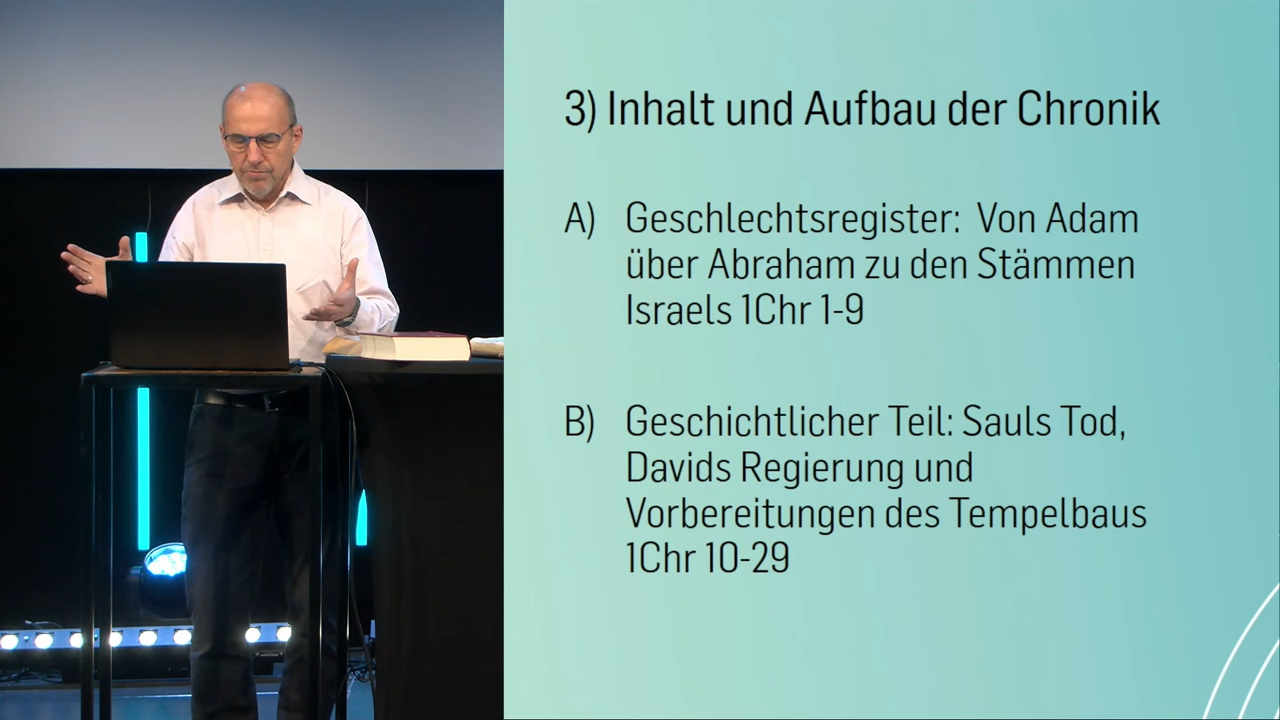 3) Inhalt und Aufbau der Chronik
A) Geschlechtsregister: Von Adam
über Abraham zu den Stämmen
Israels 1Chr 1-9
B) Geschichtlicher Teil: Sauls Tod,
Davids Regierung und
Vorbereitungen des Tempelbaus
1Chr 10-29